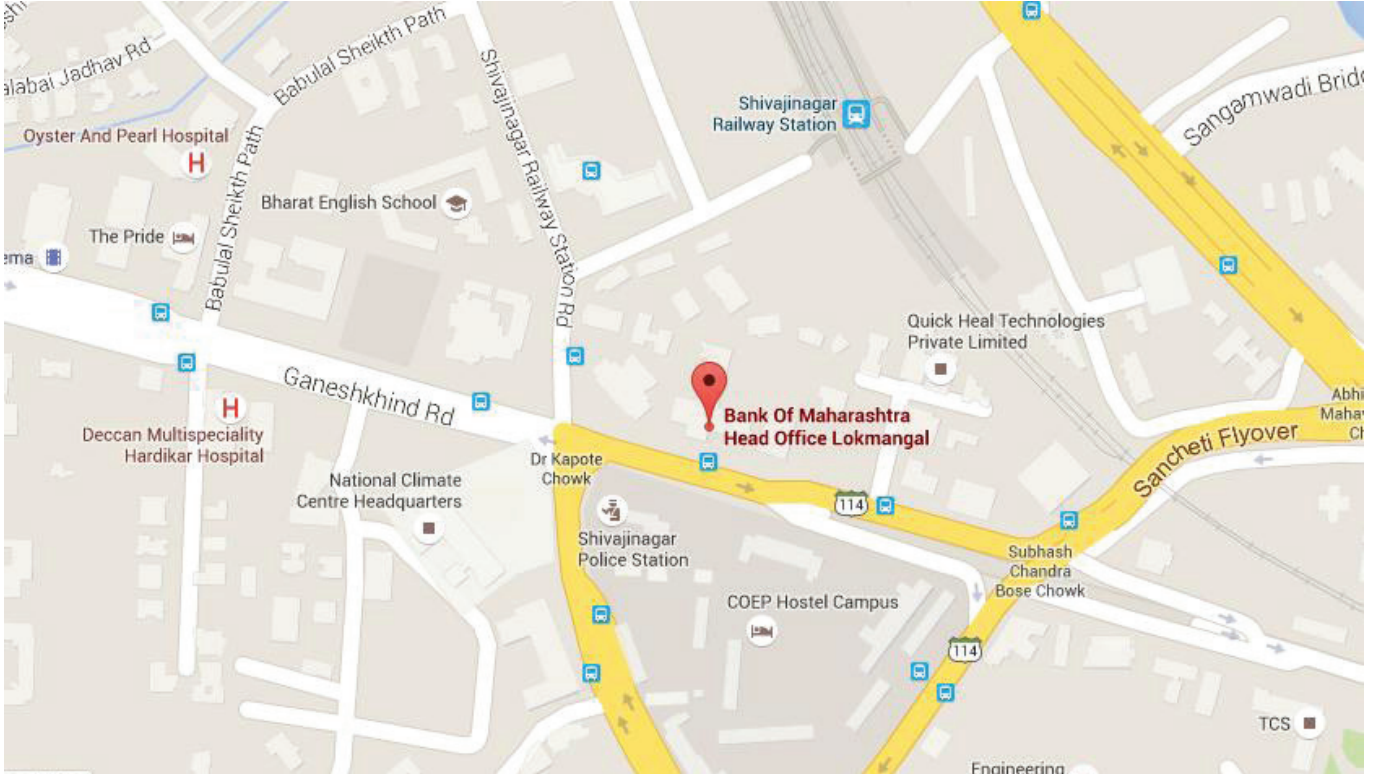 alabai Jadhav Rd
Babulal Sheikth Path
Oyster And Pearl Hospital
H
Babulal Sheikth Path
The Pride
ema
Bharat English School
Shivajinagar Railway Station Rd
Shivajinagar
Railway Station
Sangamwadi Bridg
Quick Heal Technologies
Private Limited
Ganeshkhind Rd
H
Deccan Multispeciality
Hardikar Hospital
Bank Of Maharashtra
Head Office Lokmangal
Abhi
Mahav
Ch
Sancheti Flyover
Dr Kapote
Chowk
National Climate
Centre Headquarters
114
Shivajinagar
Police Station
Subhash
Chandra
Bose Chowk
COEP Hostel Campus
114
TCS
Engineering